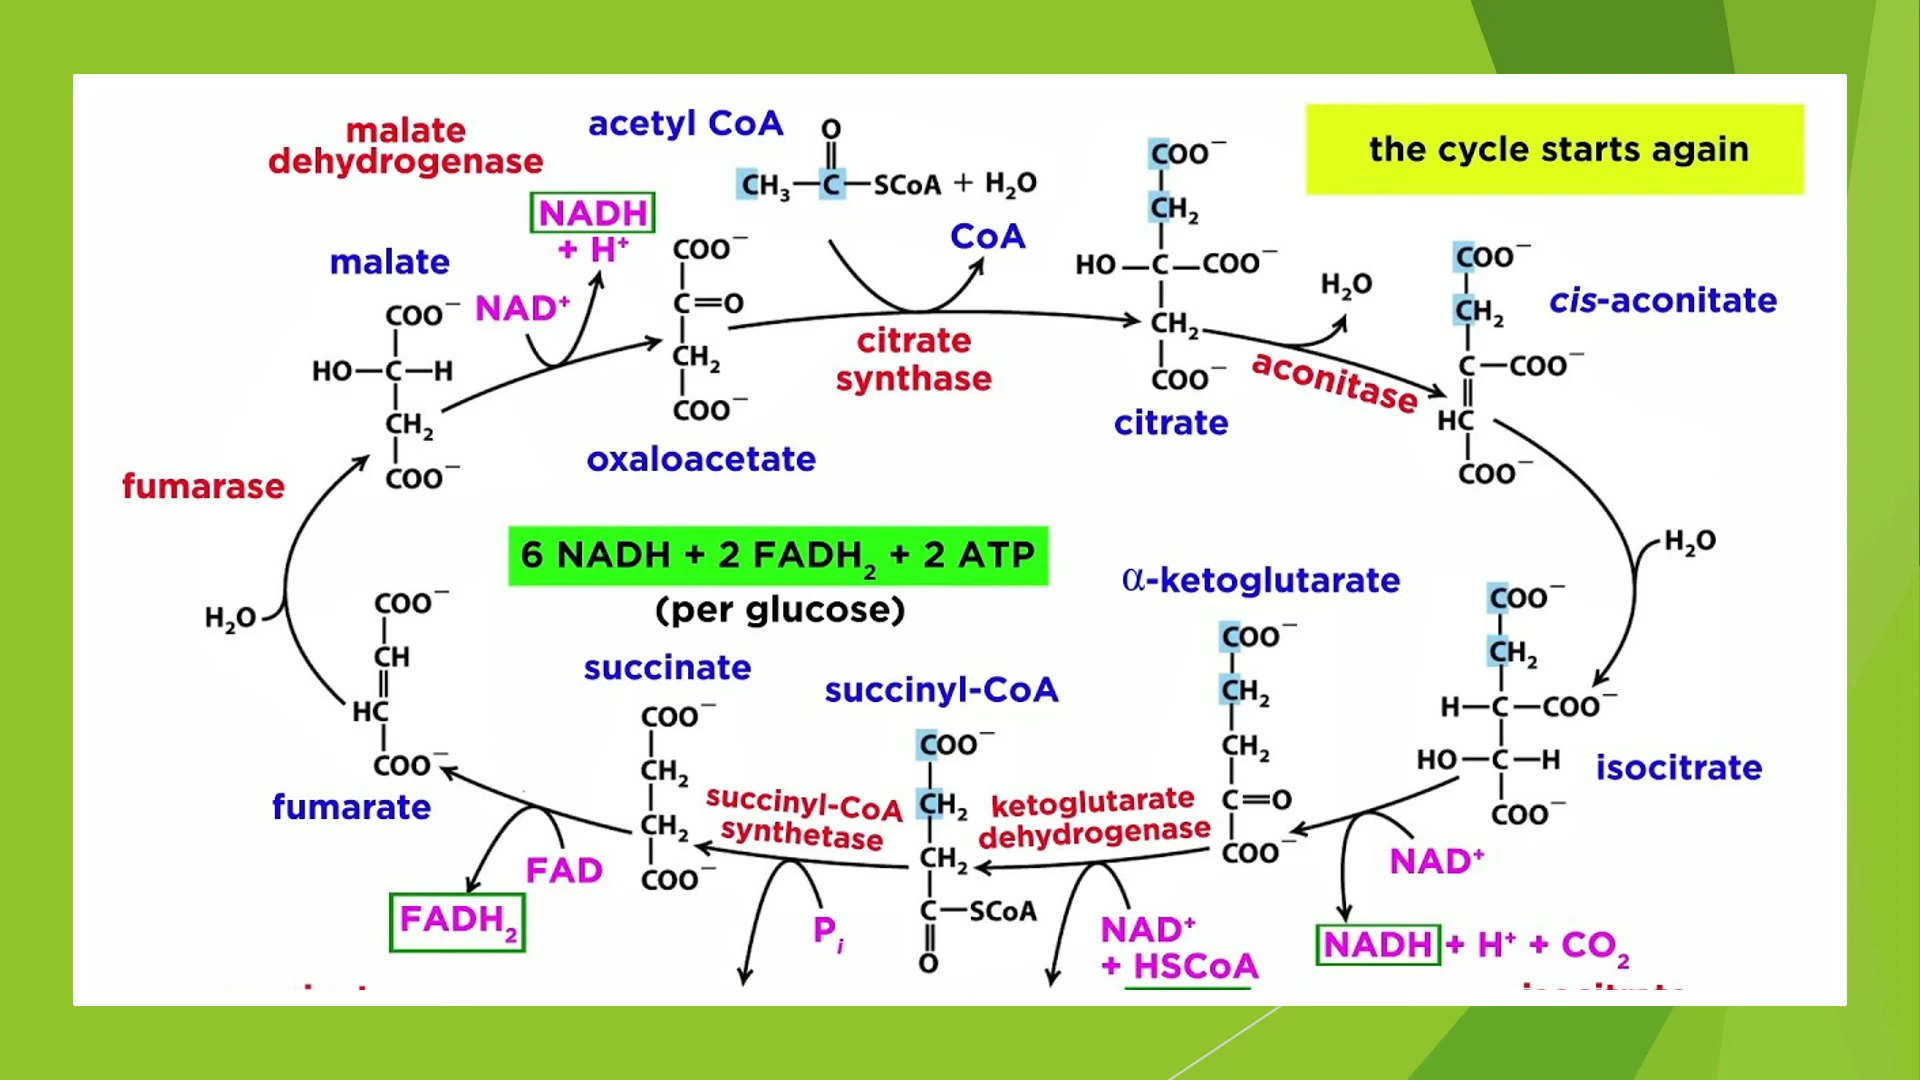 malate
dehydrogenase
acetyl CoA
O
CH₃—C—SCoA + H₂O
the cycle starts again
NADH
+ H⁺
CoA
malate
NAD⁺
COO⁻
HO—C—H
CH₂
COO⁻
COO⁻
C=O
CH₂
COO⁻
oxaloacetate
citrate
synthase
COO⁻
CH₂
HO—C—COO⁻
CH₂
COO⁻
citrate
H₂O
aconitase
COO⁻
CH₂
C—COO⁻
HC
COO⁻
cis-aconitate
fumarase
H₂O
6 NADH + 2 FADH₂ + 2 ATP
(per glucose)
H₂O
COO⁻
CH
HC
COO⁻
fumarate
succinate
COO⁻
CH₂
CH₂
COO⁻
succinyl-CoA
COO⁻
CH₂
CH₂
C—SCoA
O
α-ketoglutarate
COO⁻
CH₂
CH₂
C=O
COO⁻
COO⁻
CH₂
H—C—COO⁻
HO—C—H
COO⁻
isocitrate
succinyl-CoA
synthetase
ketoglutarate
dehydrogenase
FAD
FADH₂
Pᵢ
NAD⁺
+ HSCoA
NAD⁺
NADH + H⁺ + CO₂